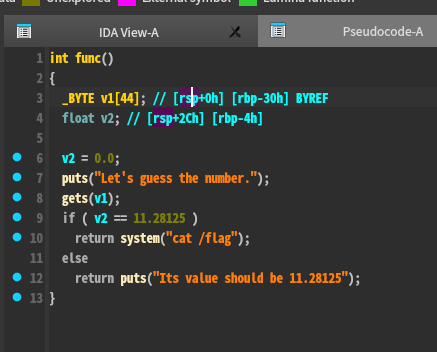 Unexplored External symbol Lumina function
IDA View-A Pseudocode-A
1 int func()
2 {
3 _BYTE v1[44]; // [rsp+0h] [rbp-30h] BYREF
4 float v2; // [rsp+2Ch] [rbp-4h]
5
6 v2 = 0.0;
7 puts("Let's guess the number.");
8 gets(v1);
9 if ( v2 == 11.28125 )
10 return system("cat /flag");
11 else
12 return puts("Its value should be 11.28125");
13 }